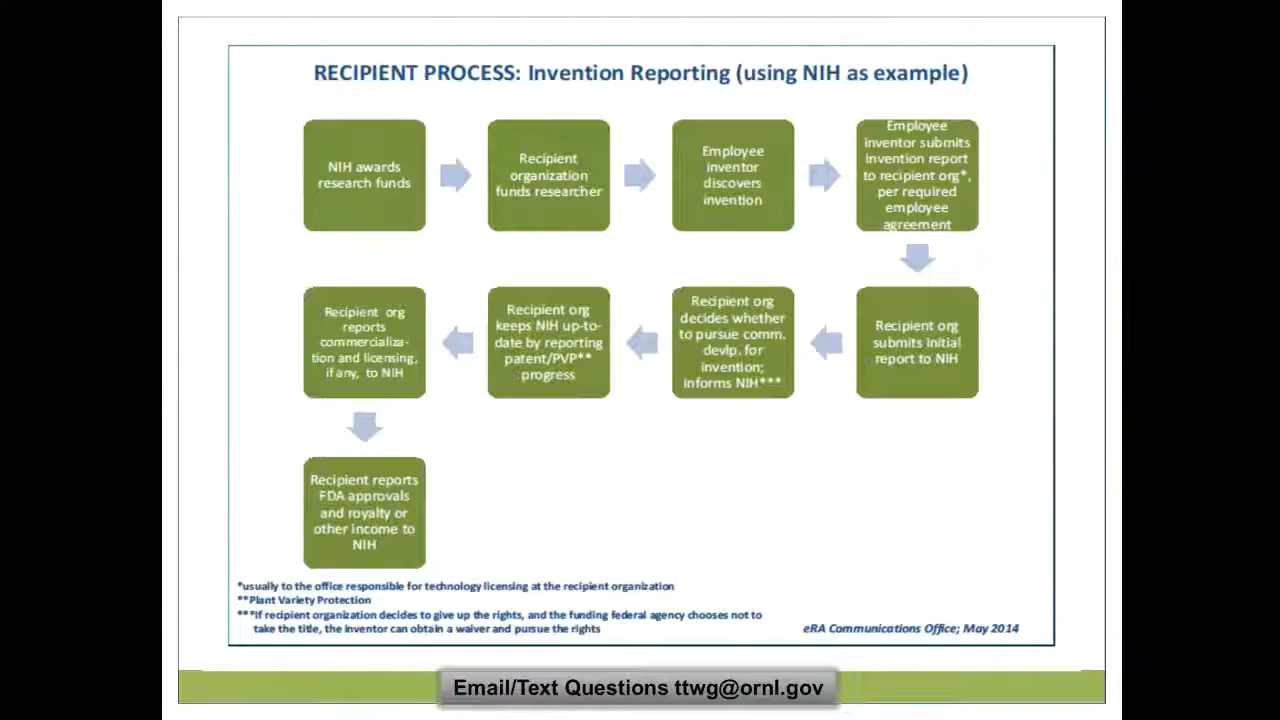 RECIPIENT PROCESS: Invention Reporting (using NIH as example)
NIH awards
research funds
Recipient
organization
funds researcher
Employee
inventor
discovers
invention
Employee
inventor submits
invention report
to recipient org*,
per required
employee
agreement
Recipient org
submits initial
report to NIH
Recipient org
decides whether
to pursue comm.
devlp. for
invention;
informs NIH***
Recipient org
keeps NIH up-to-
date by reporting
patent/PVP**
progress
Recipient org
reports
commercializa-
tion and licensing,
if any, to NIH
Recipient reports
FDA approvals
and royalty or
other income to
NIH
*usually to the office responsible for technology licensing at the recipient organization
**Plant Variety Protection
***If recipient organization decides to give up the rights, and the funding federal agency chooses not to
take the title, the inventor can obtain a waiver and pursue the rights
eRA Communications Office; May 2014
Email/Text Questions ttwg@ornl.gov